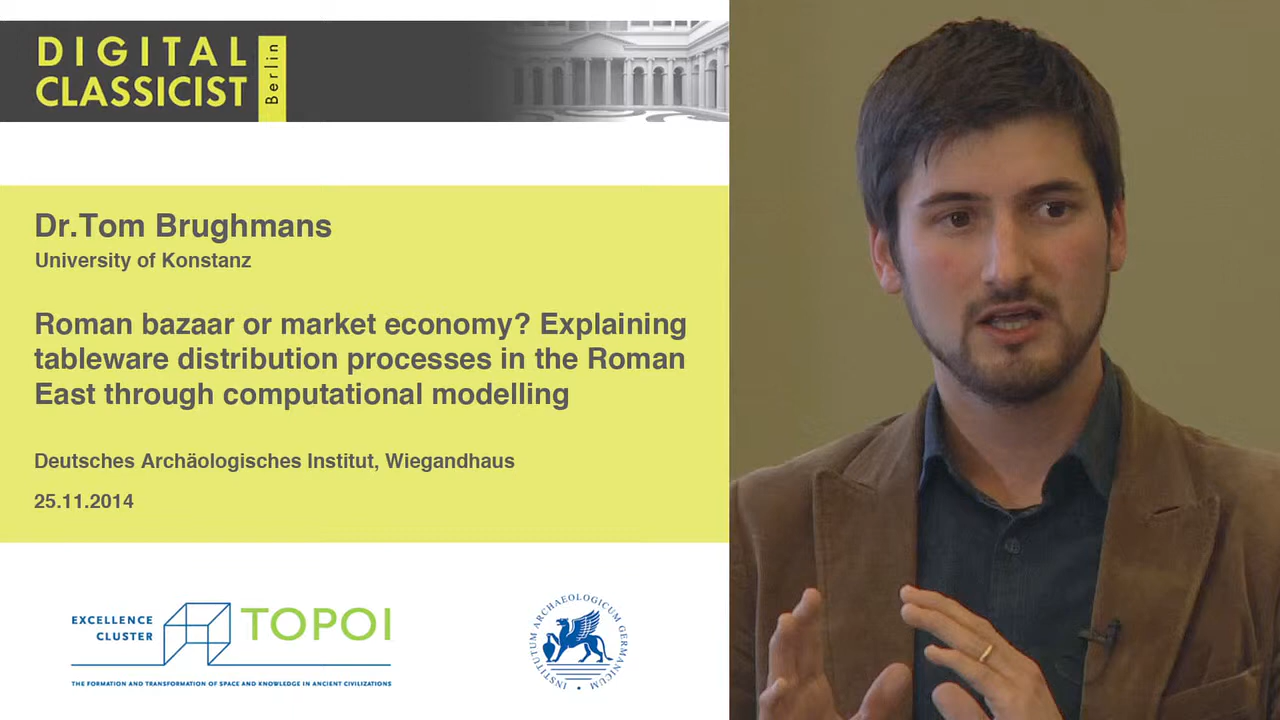 DIGITAL
CLASSICIST
Berlin
Dr.Tom Brughmans
University of Konstanz
Roman bazaar or market economy? Explaining
tableware distribution processes in the Roman
East through computational modelling
Deutsches Archäologisches Institut, Wiegandhaus
25.11.2014
EXCELLENCE
CLUSTER
TOPOI
THE FORMATION AND TRANSFORMATION OF SPACE AND KNOWLEDGE IN ANCIENT CIVILIZATIONS
INSTITUTUM ARCHAEOLOGICUM GERMANICUM